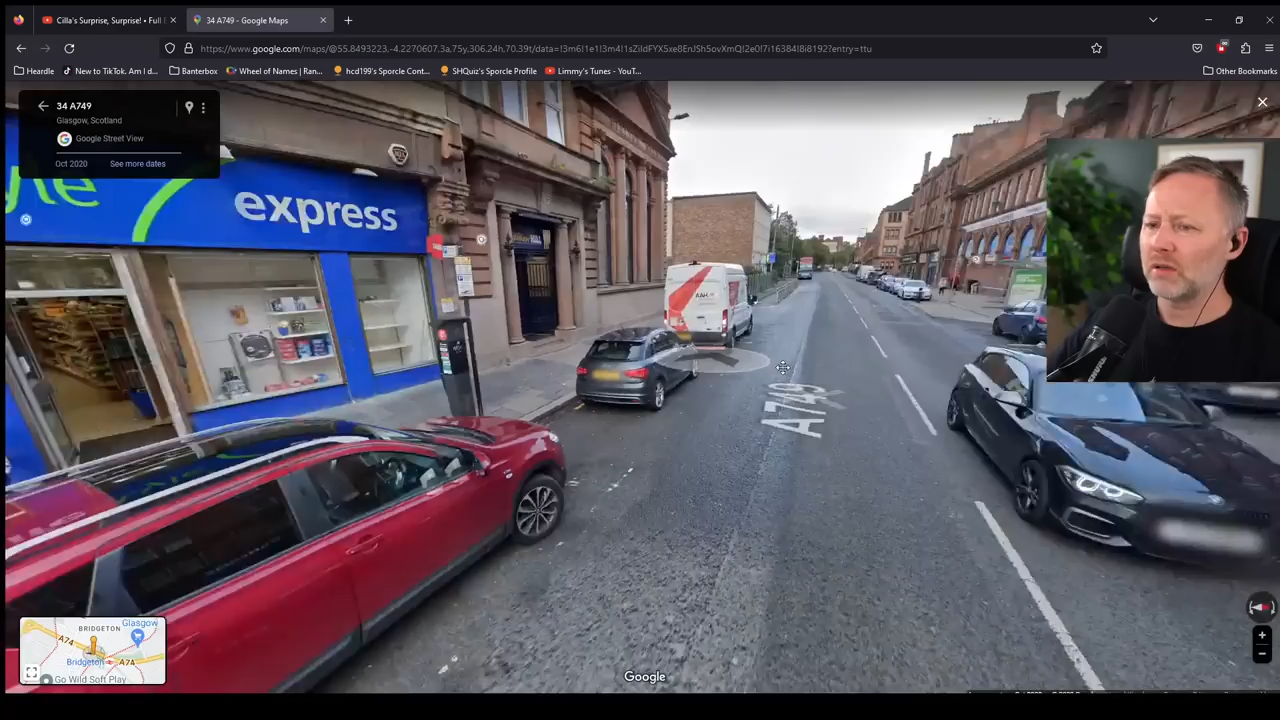 Cilla's Surprise, Surprise! • Full
34 A749 - Google Maps
https://www.google.com/maps/@55.8493223,-4.2270607,3a,75y,306.24h,70.39t/data=!3m6!1e1!3m4!1sZildFYX5xe8EnJSh5ovXmQ!2e0!7i16384!8i8192?entry=ttu
Heardle
New to TikTok, Am I d...
Banterbox
Wheel of Names | Ran...
hcd199's Sporcle Cont...
SHQuiz's Sporcle Profile
Limmy's Tunes - YouT...
Other Bookmarks
34 A749
Glasgow, Scotland
Google Street View
Oct 2020
See more dates
yle
express
A749
BRIDGETON
Glasgow
A74
Bridgeton
A74
Go Wild Soft Play
Google